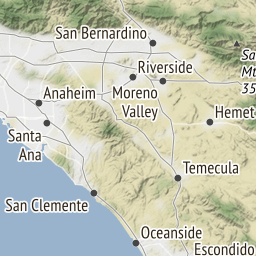 San Bernardino
Sa
Mt
35
Riverside
Moreno
Valley
Anaheim
Hemet
Santa
Ana
Temecula
San Clemente
Oceanside
Escondido